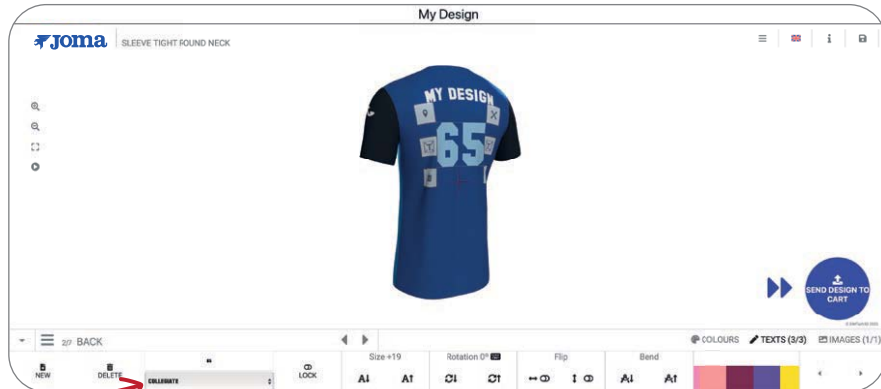 My Design
Joma
SLEEVE TIGHT ROUND NECK
MY DESIGN
65
SEND DESIGN TO
CART
2/7 BACK
COLOURS
TEXTS (3/3)
IMAGES (1/1)
Size +19
Rotation 0º
Flip
Bend
NEW
DELETE
COLLEGIATE
LOCK